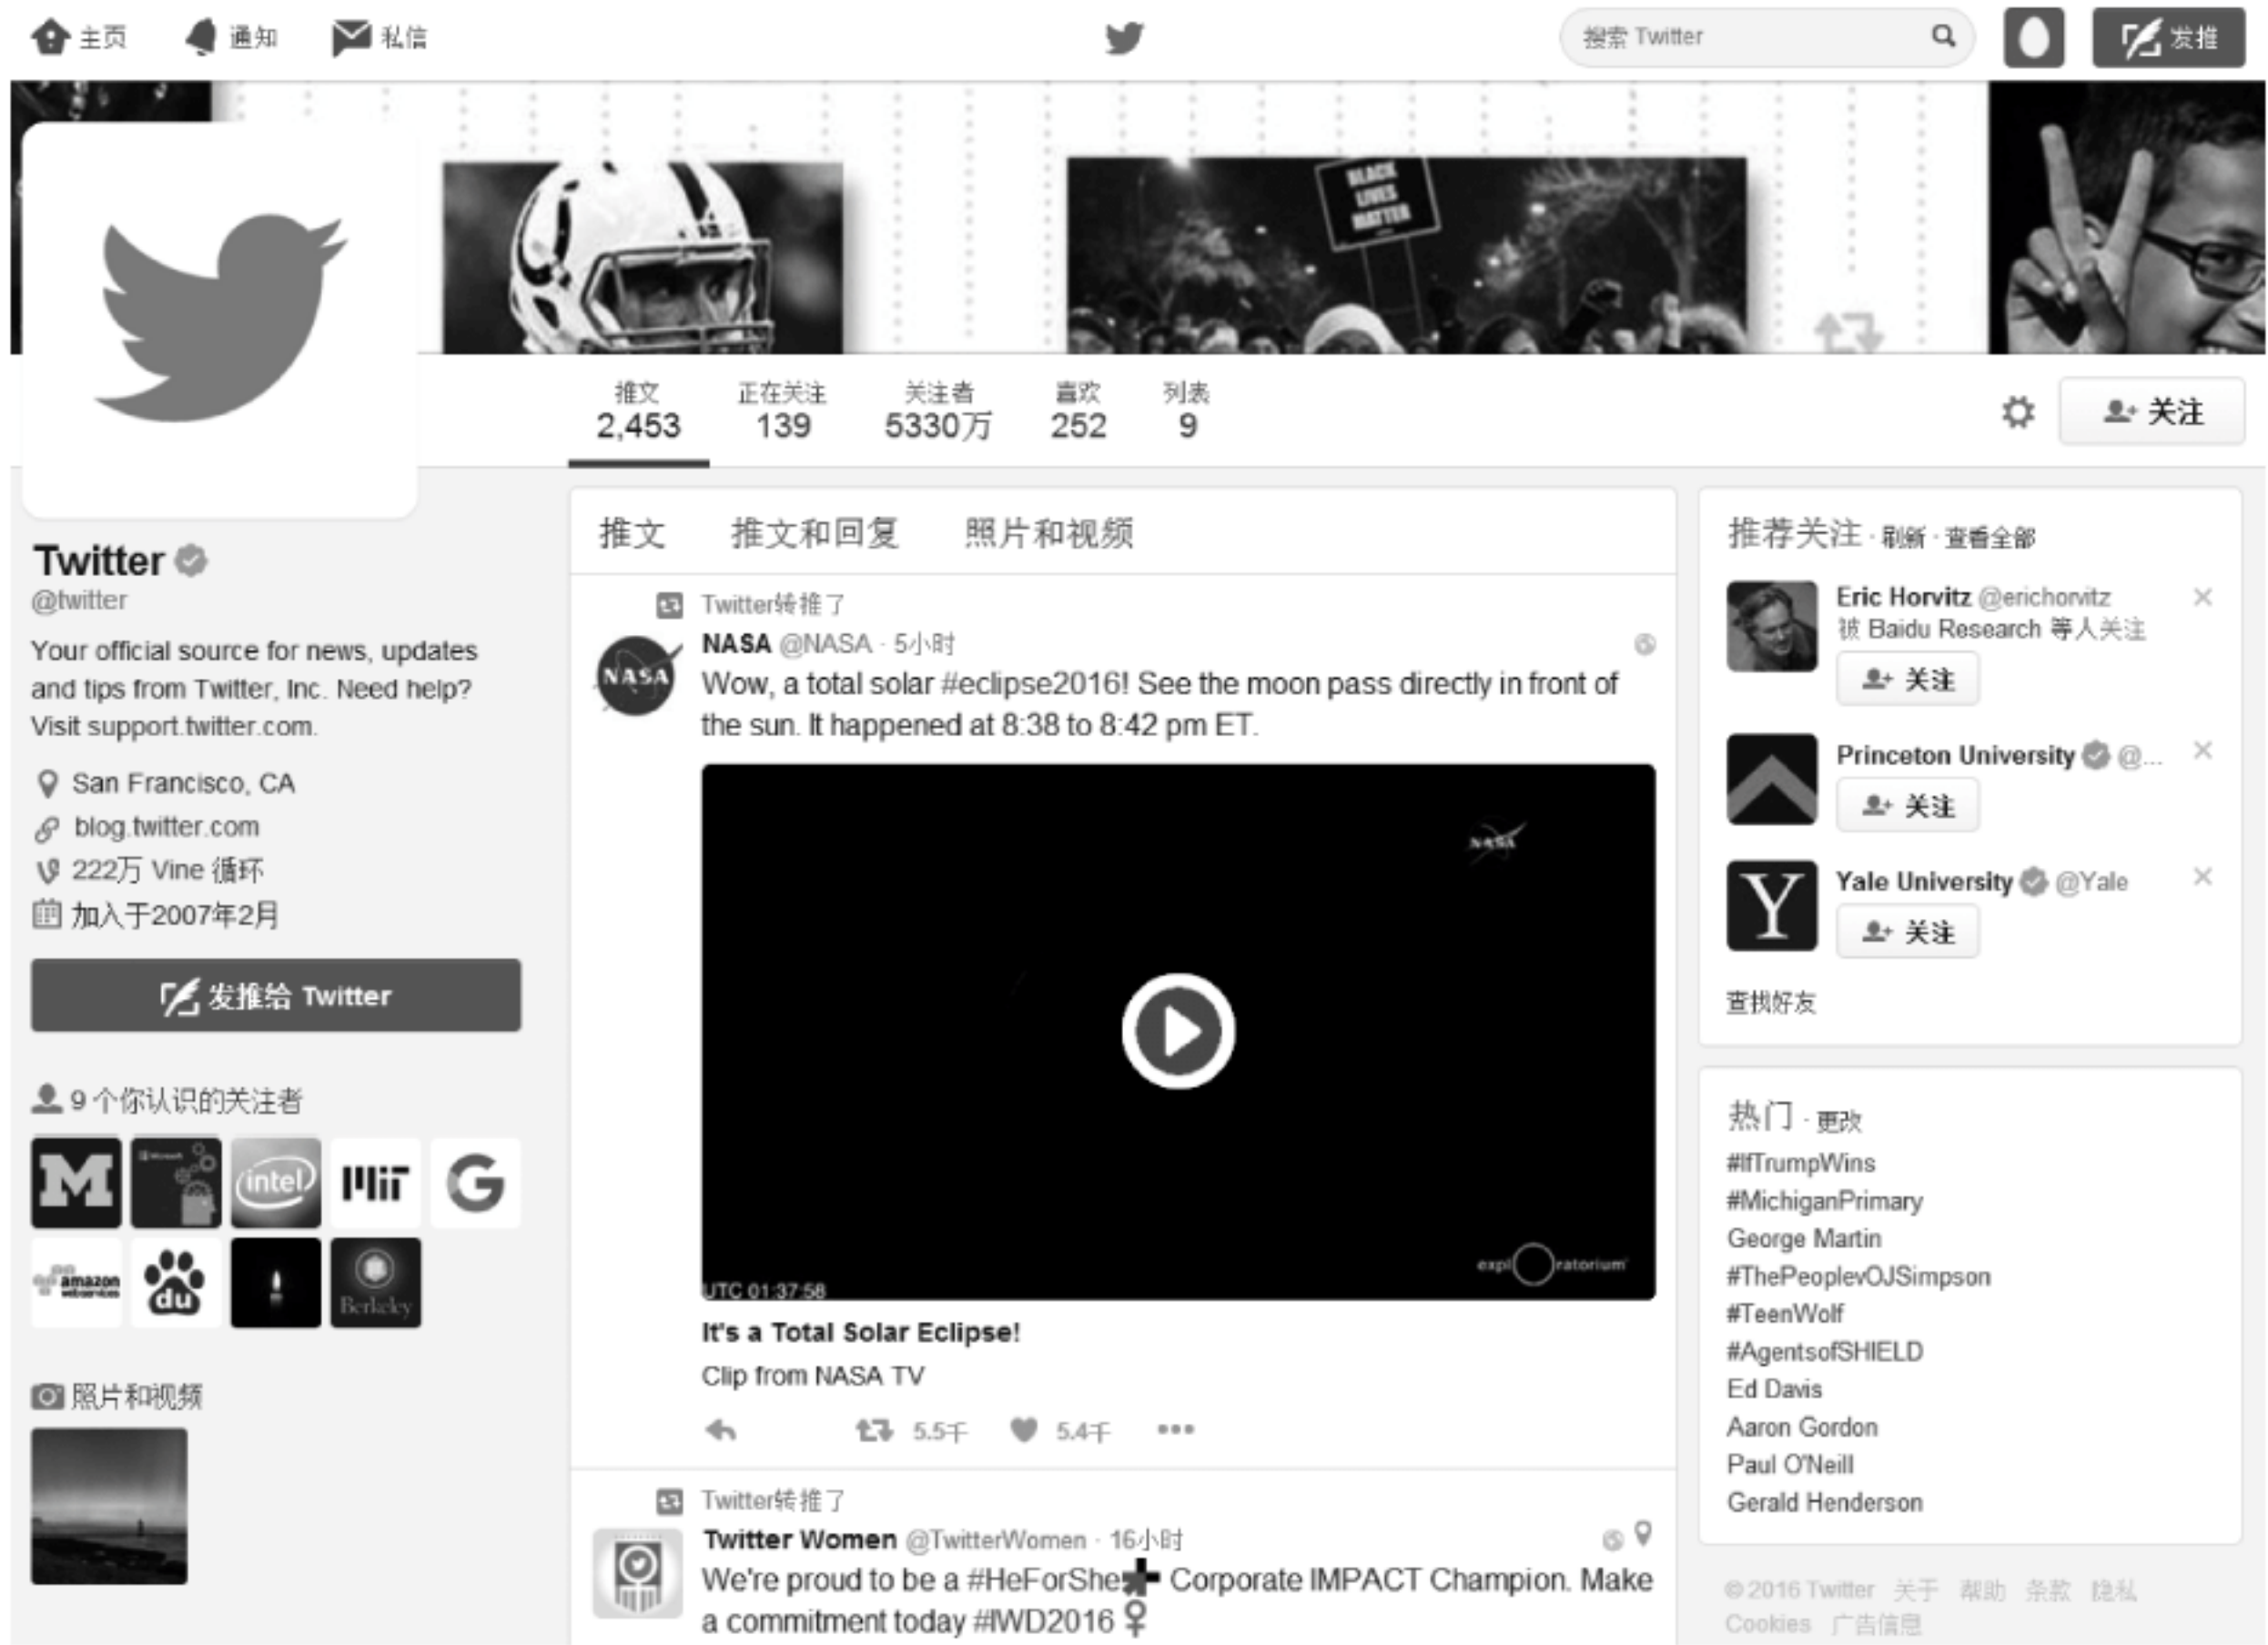 主页 通知 私信
搜索 Twitter
发推
BLACK
LIVES
MATTER
推文 正在关注 关注者 喜欢 列表
2,453 139 5330万 252 9
关注
Twitter
@twitter
Your official source for news, updates
and tips from Twitter, Inc. Need help?
Visit support.twitter.com.
San Francisco, CA
blog.twitter.com
222万 Vine 循环
加入于2007年2月
发推给 Twitter
9 个你认识的关注者
M
Microsoft
intel
MIT
G
amazon
webservices
du
Berkeley
照片和视频
推文 推文和回复 照片和视频
Twitter转推了
NASA
NASA @NASA · 5小时
Wow, a total solar #eclipse2016! See the moon pass directly in front of
the sun. It happened at 8:38 to 8:42 pm ET.
NASA
exploratorium
UTC 01:37:58
It's a Total Solar Eclipse!
Clip from NASA TV
5.5千 5.4千
Twitter转推了
Twitter Women @TwitterWomen · 16小时
We're proud to be a #HeForShe Corporate IMPACT Champion. Make
a commitment today #IWD2016 ♀
推荐关注 · 刷新 · 查看全部
Eric Horvitz @erichorvitz
被 Baidu Research 等人关注
关注
Princeton University @...
关注
Y
Yale University @Yale
关注
查找好友
热门 · 更改
#IfTrumpWins
#MichiganPrimary
George Martin
#ThePeoplevOJSimpson
#TeenWolf
#AgentsofSHIELD
Ed Davis
Aaron Gordon
Paul O'Neill
Gerald Henderson
© 2016 Twitter 关于 帮助 条款 隐私
Cookies 广告信息